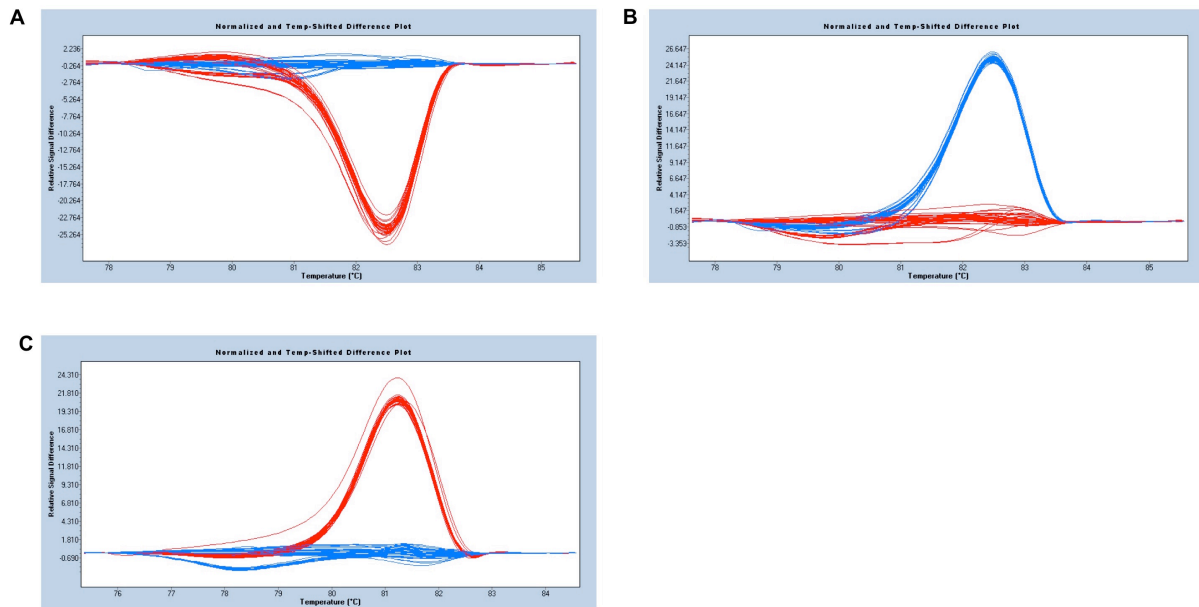 A
Normalized and Temp-Shifted Difference Plot
2.236
-0.264
-2.764
-5.264
-7.764
-10.264
-12.764
-15.264
-17.764
-20.264
-22.764
-25.264
Relative Signal Difference
78 79 80 81 82 83 84 85
Temperature (°C)
B
Normalized and Temp-Shifted Difference Plot
26.647
24.147
21.647
19.147
16.647
14.147
11.647
9.147
6.647
4.147
1.647
-0.853
-3.353
Relative Signal Difference
78 79 80 81 82 83 84 85
Temperature (°C)
C
Normalized and Temp-Shifted Difference Plot
24.310
21.810
19.310
16.810
14.310
11.810
9.310
6.810
4.310
1.810
-0.690
Relative Signal Difference
76 77 78 79 80 81 82 83 84
Temperature (°C)